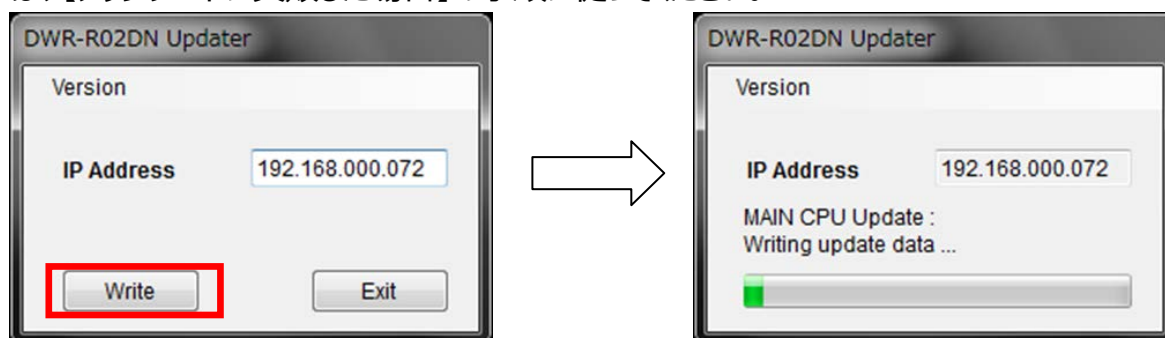 DWR-R02DN Updater
Version
IP Address 192.168.000.072
Write Exit
DWR-R02DN Updater
Version
IP Address 192.168.000.072
MAIN CPU Update :
Writing update data ...